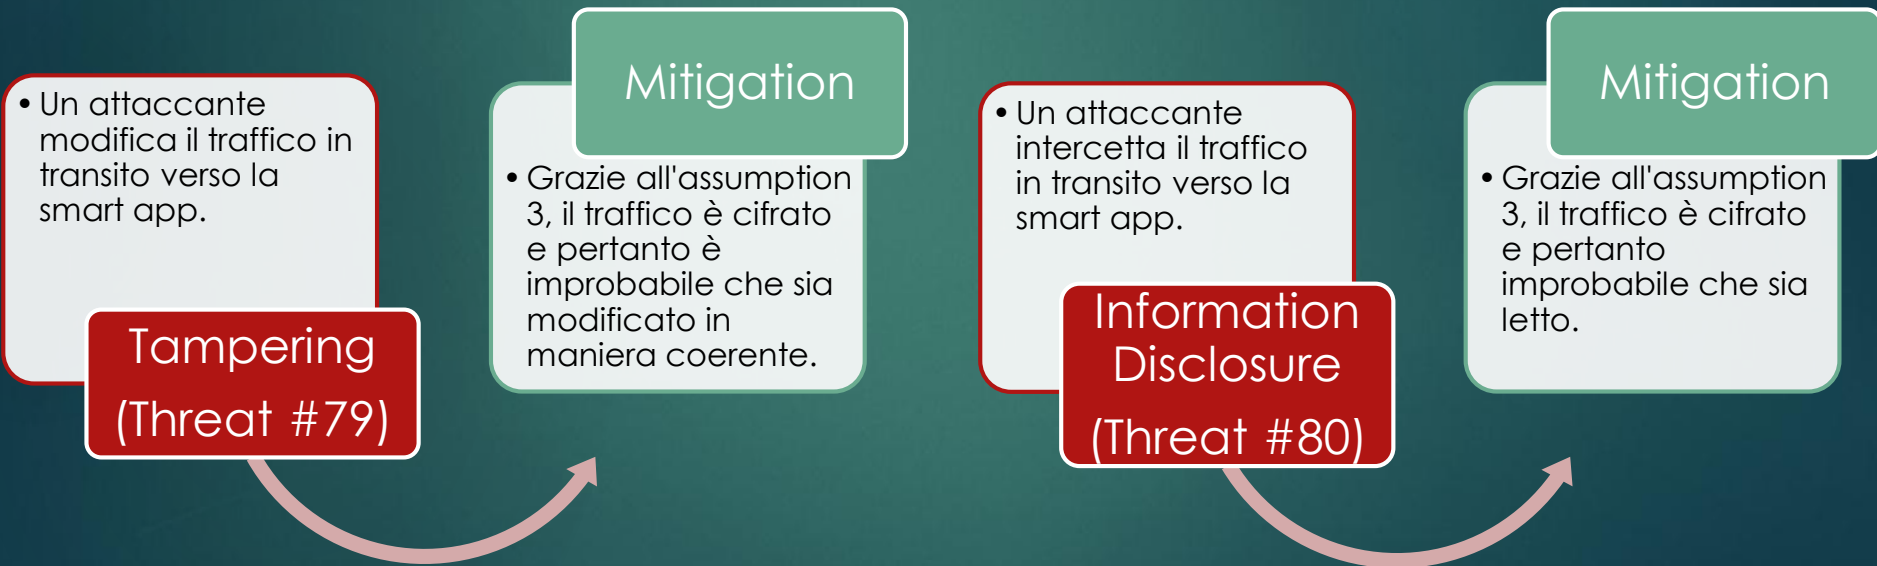 • Un attaccante
modifica il traffico in
transito verso la
smart app.
Tampering
(Threat #79)
Mitigation
• Grazie all'assumption
3, il traffico è cifrato
e pertanto è
improbabile che sia
modificato in
maniera coerente.
• Un attaccante
intercetta il traffico
in transito verso la
smart app.
Information
Disclosure
(Threat #80)
Mitigation
• Grazie all'assumption
3, il traffico è cifrato
e pertanto
improbabile che sia
letto.